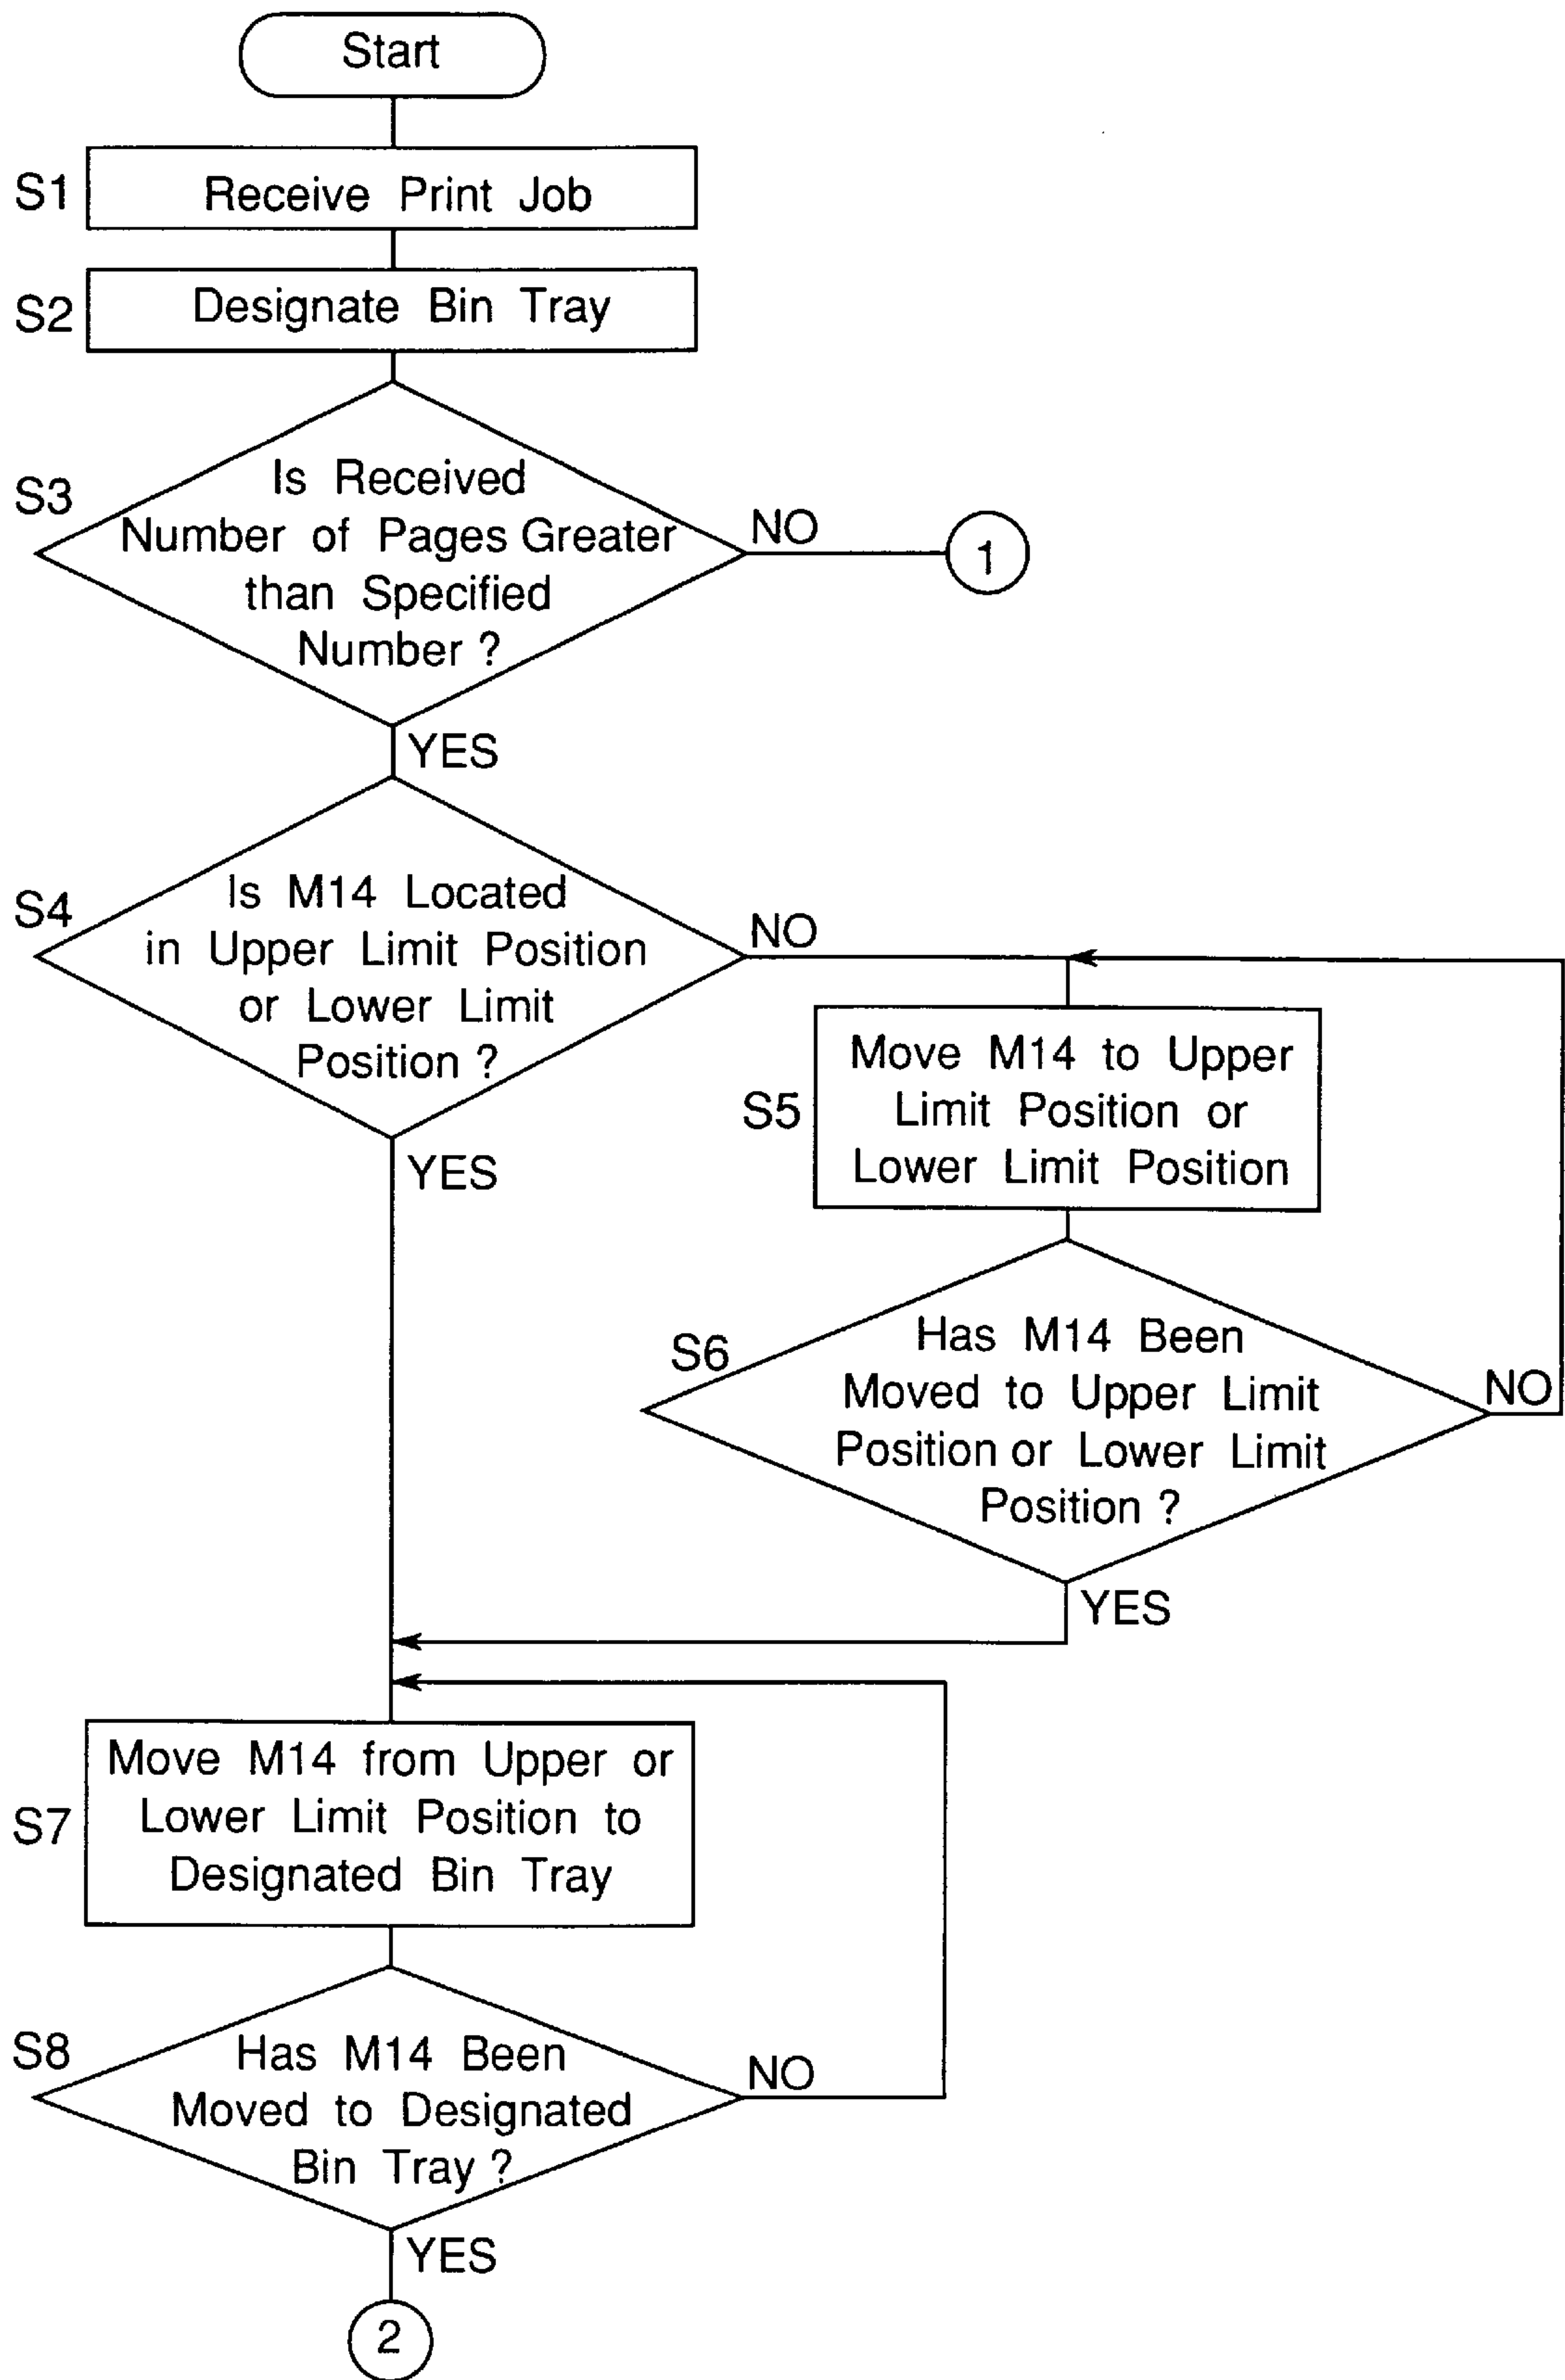 Start
S1
Receive Print Job
S2
Designate Bin Tray
S3
Is Received
Number of Pages Greater
than Specified
Number ?
NO
1
YES
S4
Is M14 Located
in Upper Limit Position
or Lower Limit
Position ?
NO
YES
S5
Move M14 to Upper
Limit Position or
Lower Limit Position
S6
Has M14 Been
Moved to Upper Limit
Position or Lower Limit
Position ?
NO
YES
S7
Move M14 from Upper or
Lower Limit Position to
Designated Bin Tray
S8
Has M14 Been
Moved to Designated
Bin Tray ?
NO
YES
2